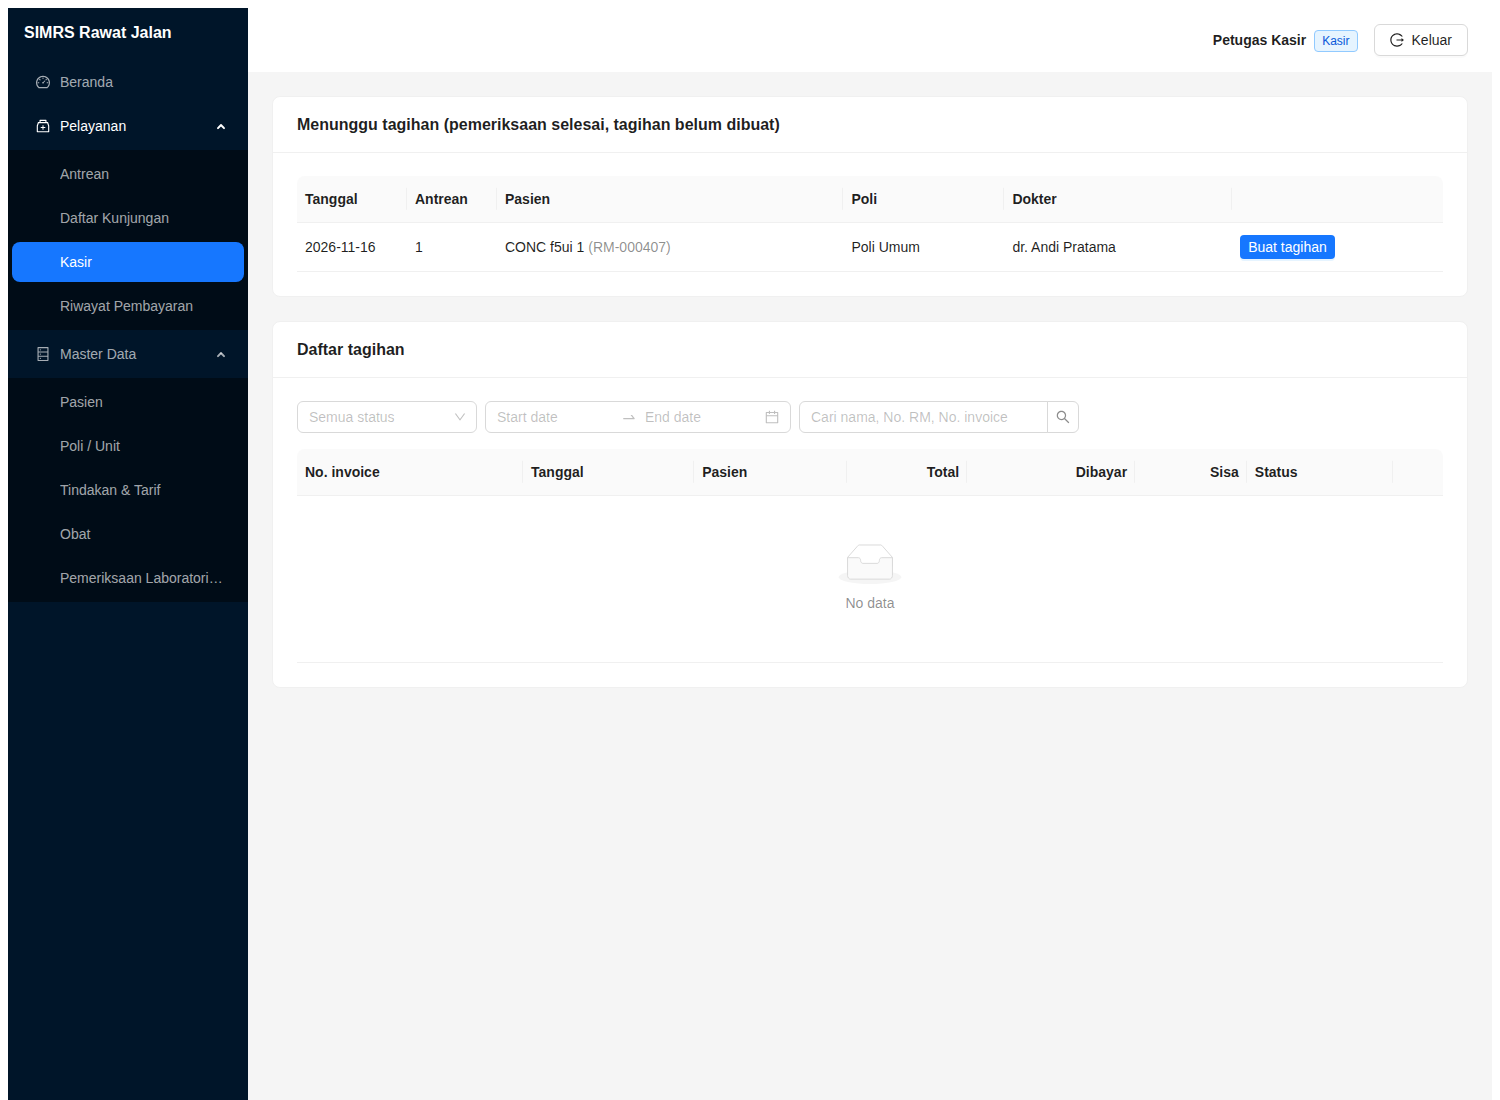 SIMRS Rawat Jalan
Petugas Kasir Kasir Keluar
Beranda
Pelayanan
Antrean
Daftar Kunjungan
Kasir
Riwayat Pembayaran
Master Data
Pasien
Poli / Unit
Tindakan & Tarif
Obat
Pemeriksaan Laboratori…
Menunggu tagihan (pemeriksaan selesai, tagihan belum dibuat)
Tanggal Antrean Pasien Poli Dokter
2026-11-16 1 CONC f5ui 1 (RM-000407) Poli Umum dr. Andi Pratama Buat tagihan
Daftar tagihan
Semua status Start date End date Cari nama, No. RM, No. invoice
No. invoice Tanggal Pasien Total Dibayar Sisa Status
No data